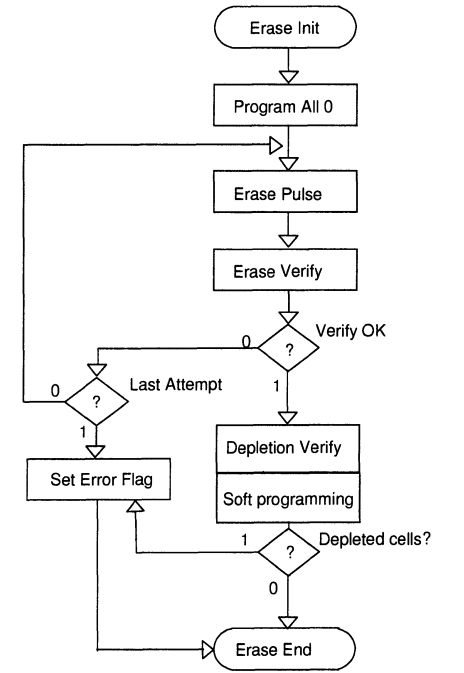 Erase Init
Program All 0
Erase Pulse
Erase Verify
Verify OK
0
?
1
Last Attempt
0
?
1
Depletion Verify
Set Error Flag
Soft programming
Depleted cells?
1
?
0
Erase End